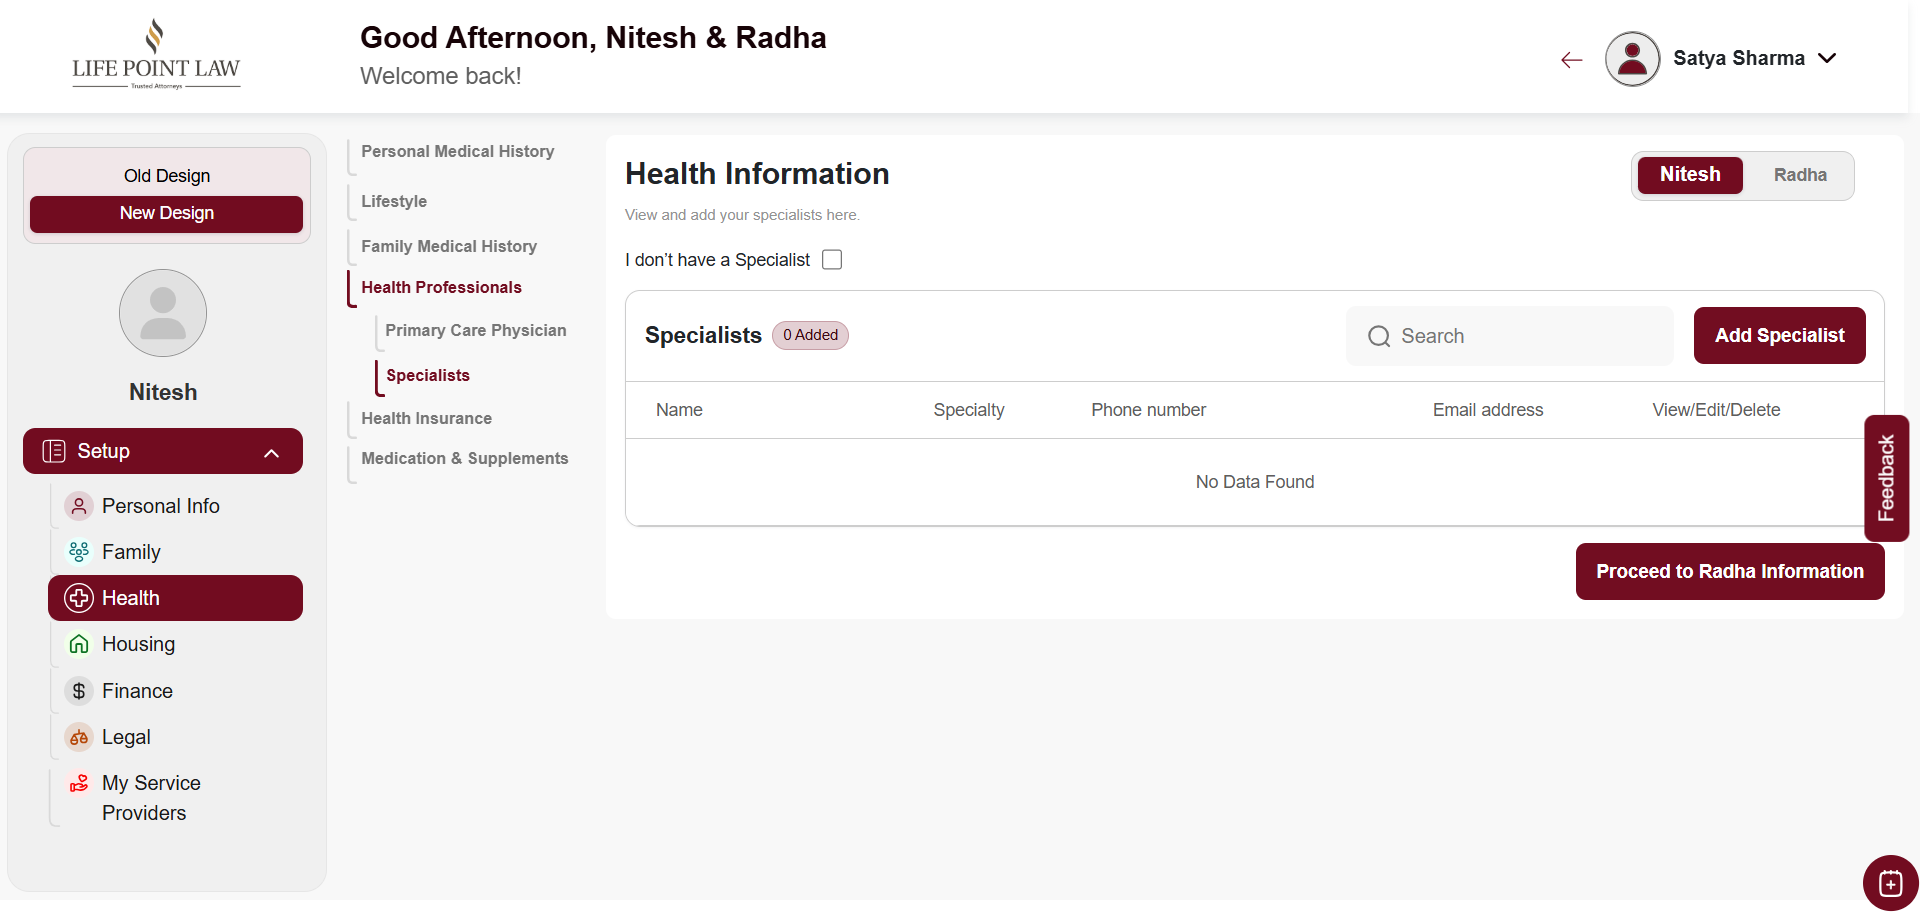 LIFE POINT LAW
Trusted Attorneys
Good Afternoon, Nitesh & Radha
Welcome back!
Satya Sharma
Old Design
New Design
Nitesh
Setup
Personal Info
Family
Health
Housing
Finance
Legal
My Service
Providers
Personal Medical History
Lifestyle
Family Medical History
Health Professionals
Primary Care Physician
Specialists
Health Insurance
Medication & Supplements
Health Information
Nitesh
Radha
View and add your specialists here.
I don’t have a Specialist
Specialists
0 Added
Search
Add Specialist
Name
Specialty
Phone number
Email address
View/Edit/Delete
No Data Found
Proceed to Radha Information
Feedback